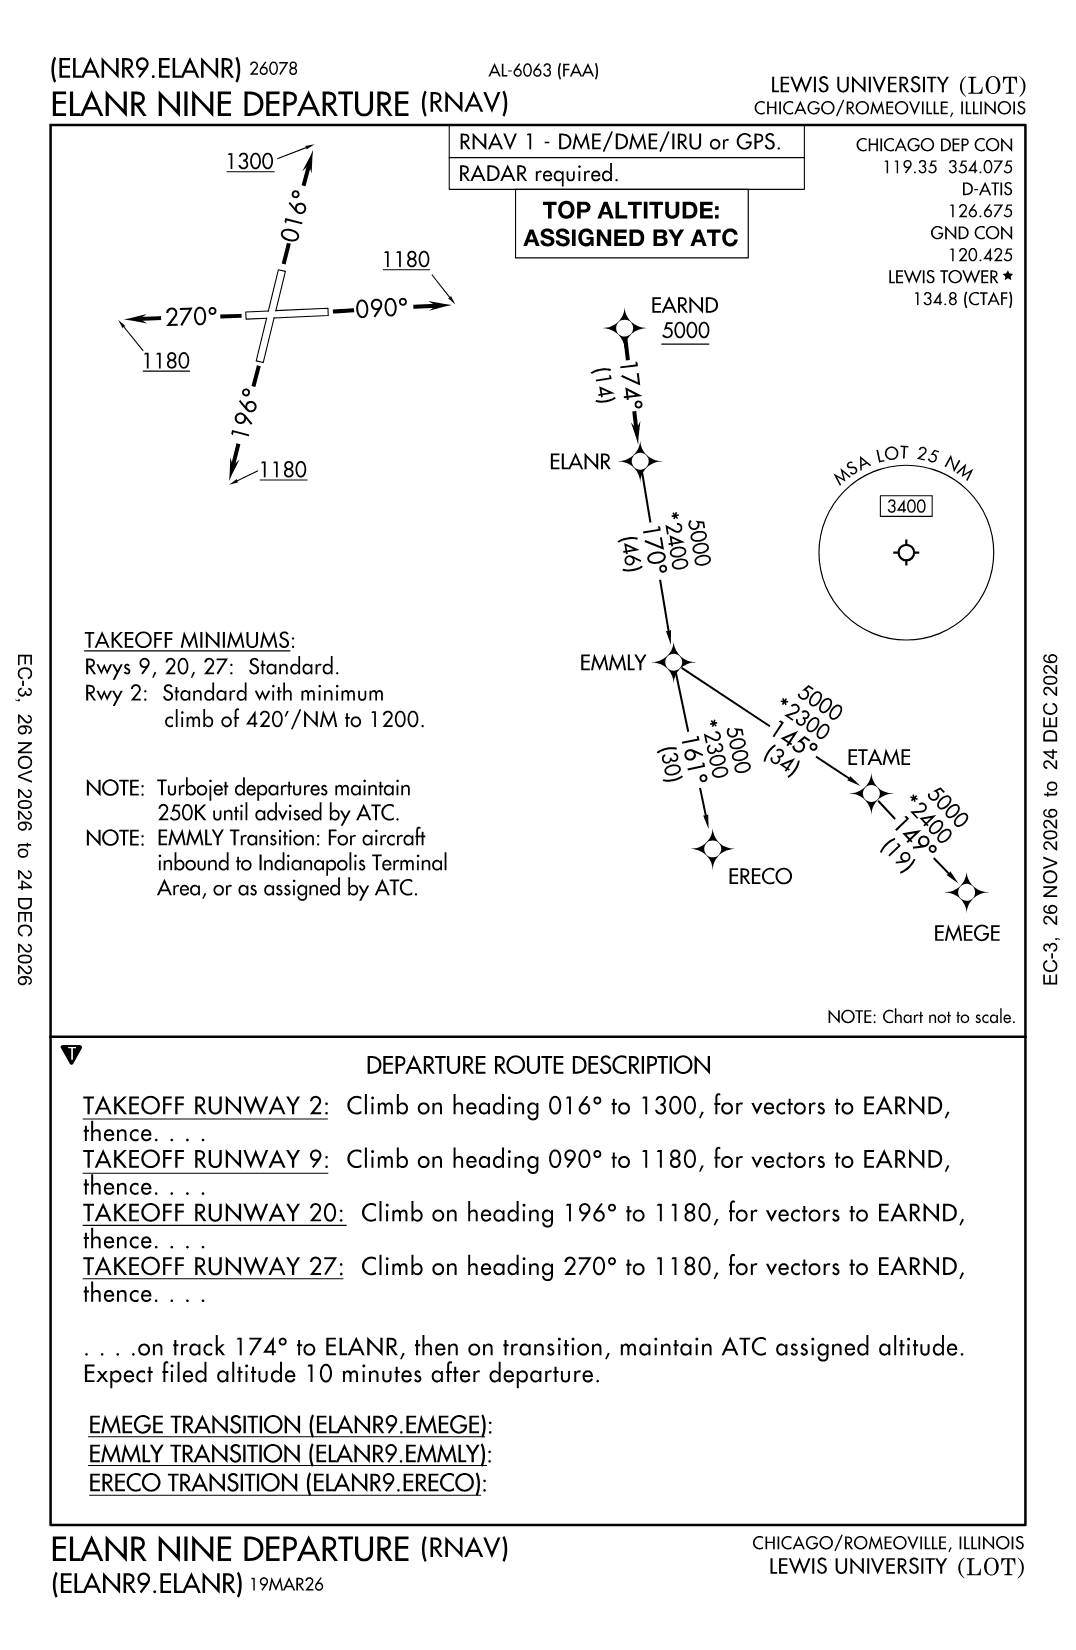 (ELANR9.ELANR) 26078
AL-6063 (FAA)
LEWIS UNIVERSITY (LOT)
ELANR NINE DEPARTURE (RNAV)
CHICAGO/ROMEOVILLE, ILLINOIS
RNAV 1 - DME/DME/IRU or GPS.
RADAR required.
TOP ALTITUDE:
ASSIGNED BY ATC
CHICAGO DEP CON
119.35 354.075
D-ATIS
126.675
GND CON
120.425
LEWIS TOWER ★
134.8 (CTAF)
1300
016°
1180
090°
270°
1180
196°
1180
EARND
5000
174°
(14)
ELANR
5000
*2400
170°
(46)
MSA LOT 25 NM
3400
EMMLY
5000
*2300
145°
(34)
5000
*2300
161°
(30)
ETAME
5000
*2400
149°
(19)
ERECO
EMEGE
TAKEOFF MINIMUMS:
Rwys 9, 20, 27: Standard.
Rwy 2: Standard with minimum
climb of 420'/NM to 1200.
NOTE: Turbojet departures maintain
250K until advised by ATC.
NOTE: EMMLY Transition: For aircraft
inbound to Indianapolis Terminal
Area, or as assigned by ATC.
NOTE: Chart not to scale.
EC-3, 26 NOV 2026 to 24 DEC 2026
EC-3, 26 NOV 2026 to 24 DEC 2026
T
DEPARTURE ROUTE DESCRIPTION
TAKEOFF RUNWAY 2: Climb on heading 016° to 1300, for vectors to EARND,
thence. . . .
TAKEOFF RUNWAY 9: Climb on heading 090° to 1180, for vectors to EARND,
thence. . . .
TAKEOFF RUNWAY 20: Climb on heading 196° to 1180, for vectors to EARND,
thence. . . .
TAKEOFF RUNWAY 27: Climb on heading 270° to 1180, for vectors to EARND,
thence. . . .
. . . .on track 174° to ELANR, then on transition, maintain ATC assigned altitude.
Expect filed altitude 10 minutes after departure.
EMEGE TRANSITION (ELANR9.EMEGE):
EMMLY TRANSITION (ELANR9.EMMLY):
ERECO TRANSITION (ELANR9.ERECO):
ELANR NINE DEPARTURE (RNAV)
(ELANR9.ELANR) 19MAR26
CHICAGO/ROMEOVILLE, ILLINOIS
LEWIS UNIVERSITY (LOT)